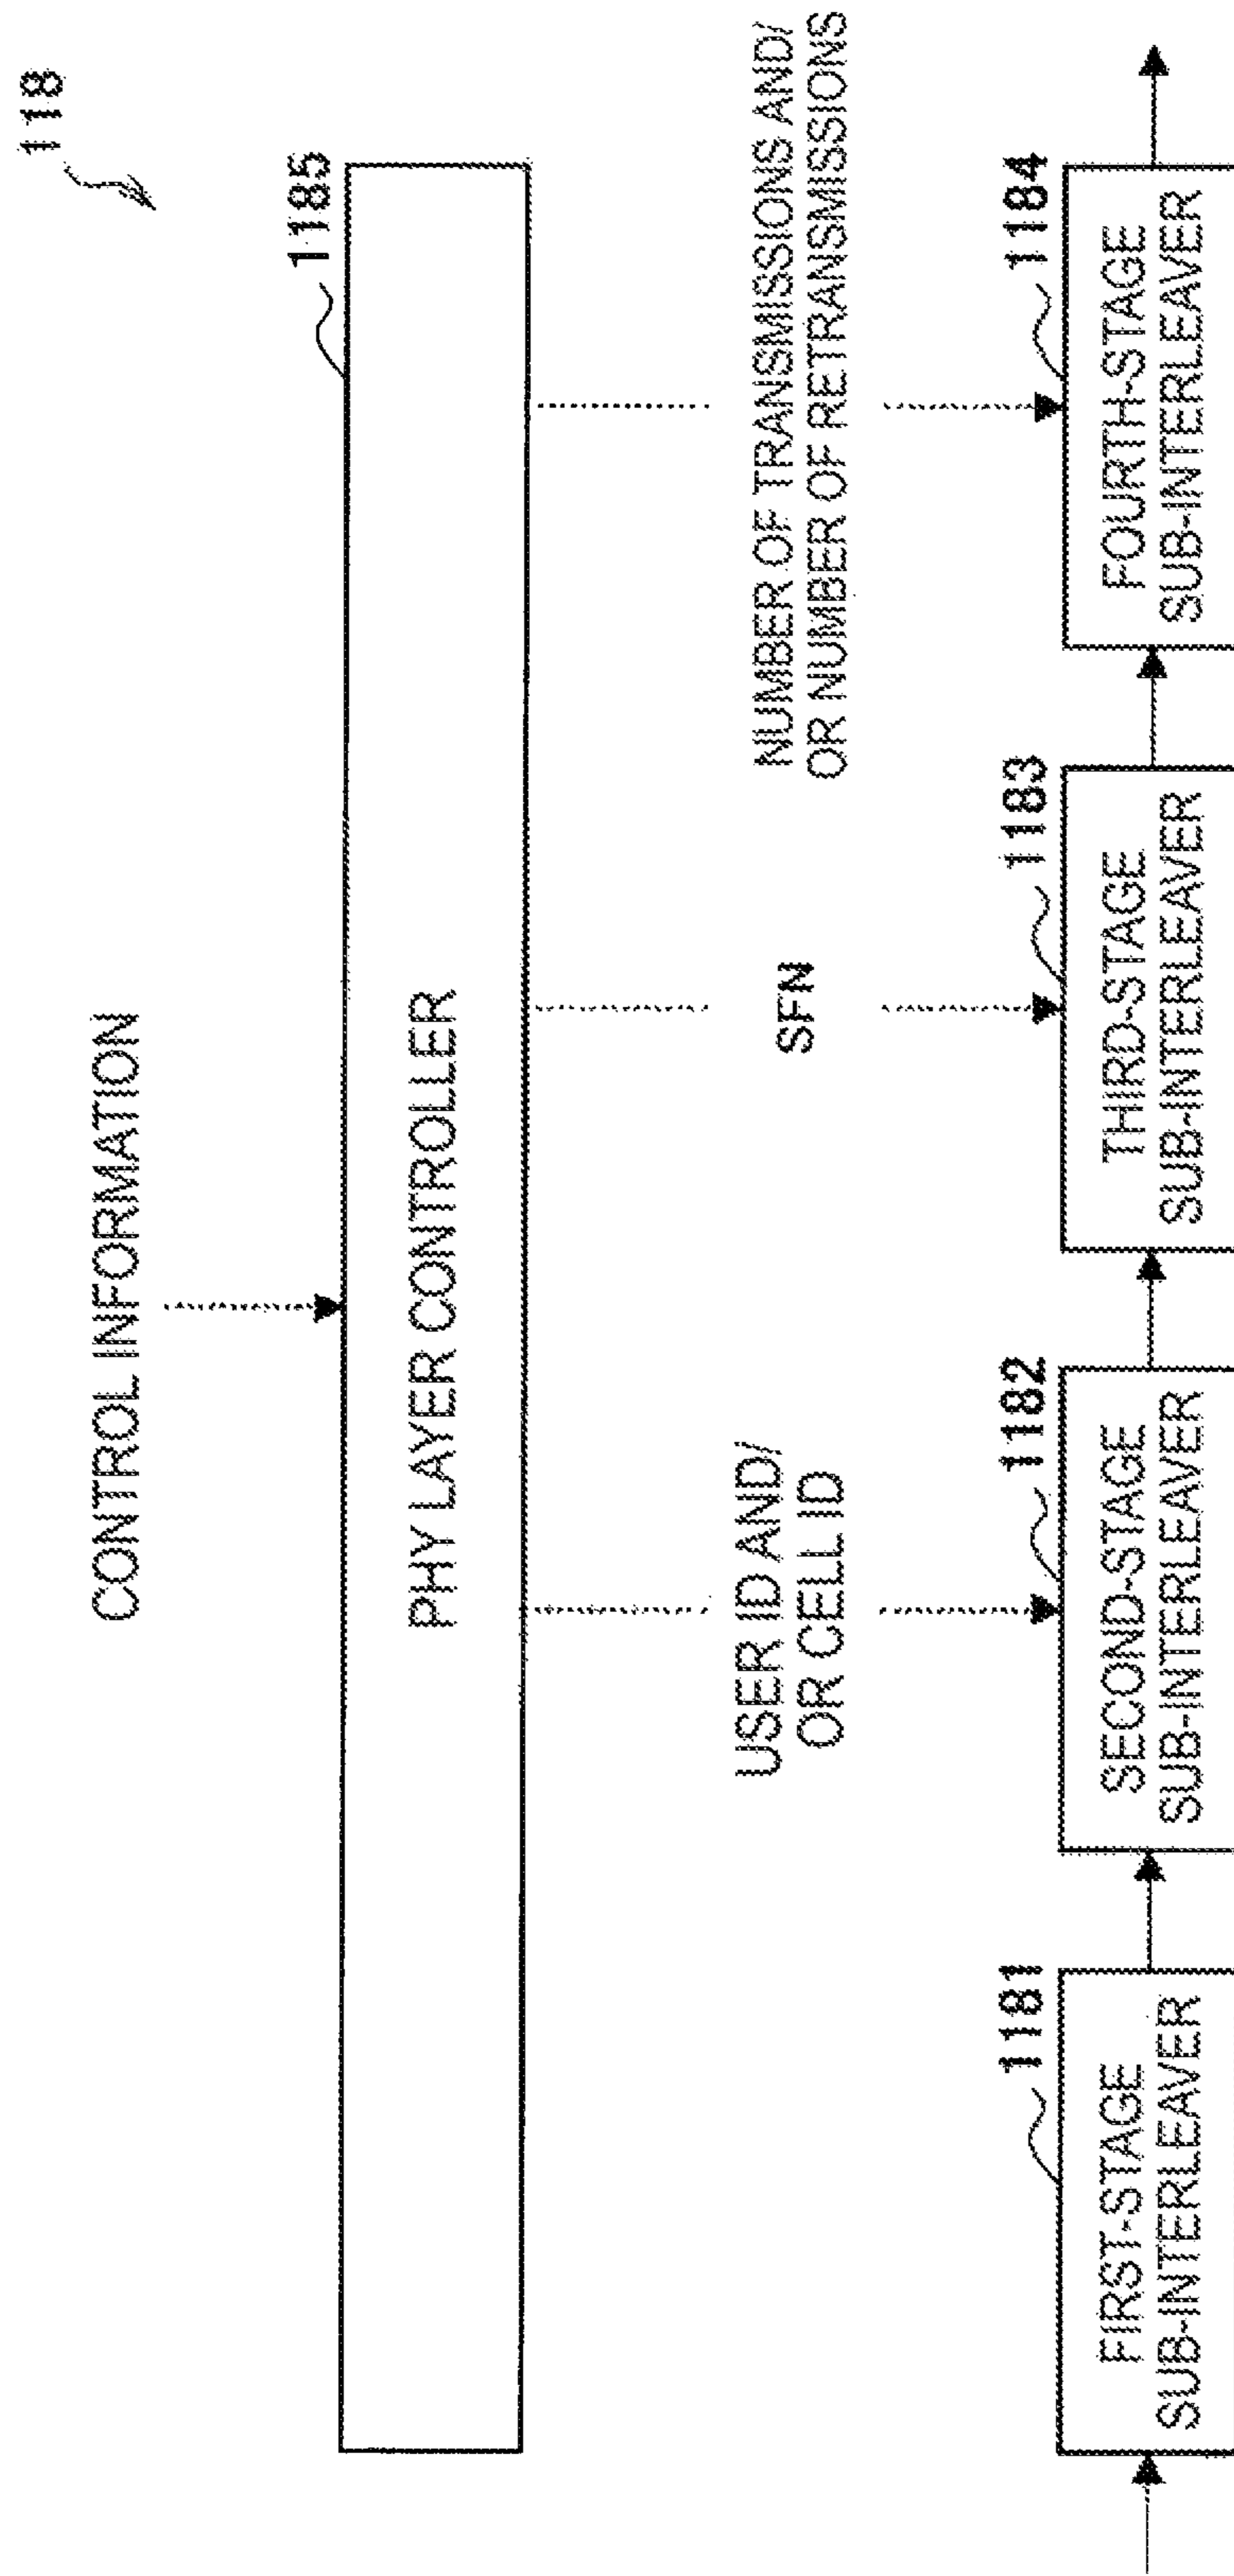 118
CONTROL INFORMATION
1185
PHY LAYER CONTROLLER
USER ID AND/
OR CELL ID
SFN
NUMBER OF TRANSMISSIONS AND/
OR NUMBER OF RETRANSMISSIONS
1181
FIRST-STAGE
SUB-INTERLEAVER
1182
SECOND-STAGE
SUB-INTERLEAVER
1183
THIRD-STAGE
SUB-INTERLEAVER
1184
FOURTH-STAGE
SUB-INTERLEAVER